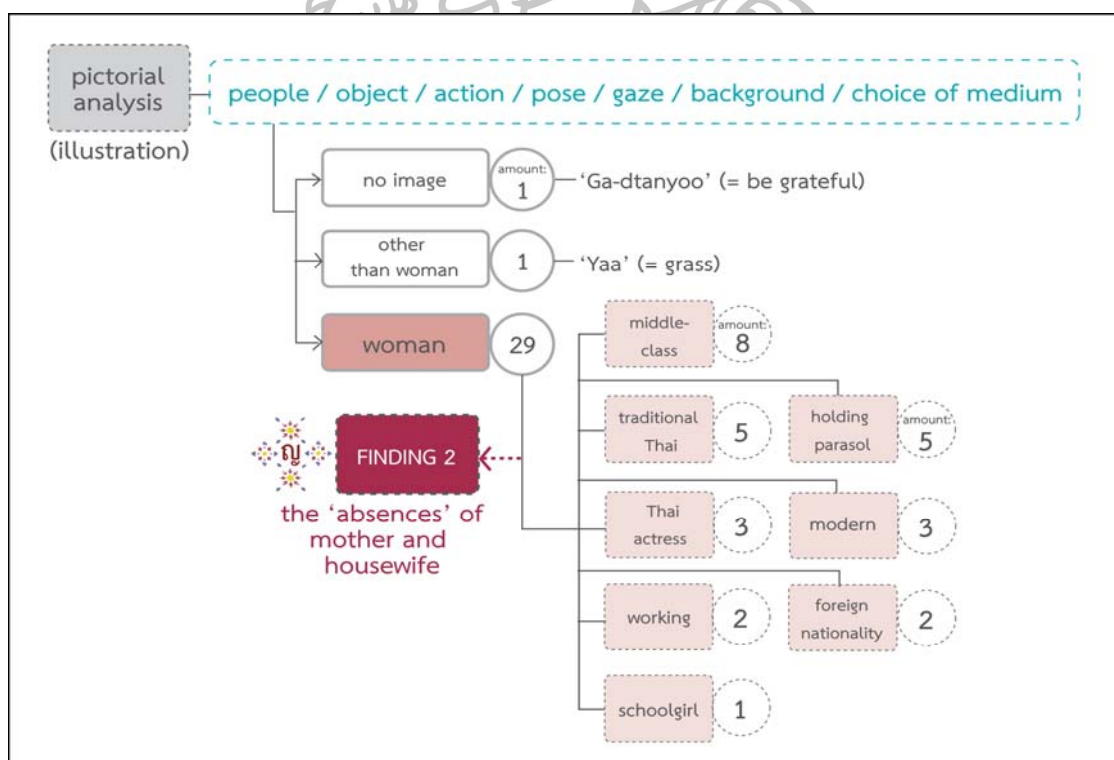 pictorial
analysis
(illustration)
people / object / action / pose / gaze / background / choice of medium
no image
amount:
1
‘Ga-dtanyoo’ (= be grateful)
other
than woman
1
‘Yaa’ (= grass)
woman
29
middle-
class
amount:
8
traditional
Thai
5
holding
parasol
amount:
5
ญ
FINDING 2
the ‘absences’ of
mother and
housewife
Thai
actress
3
modern
3
working
2
foreign
nationality
2
schoolgirl
1